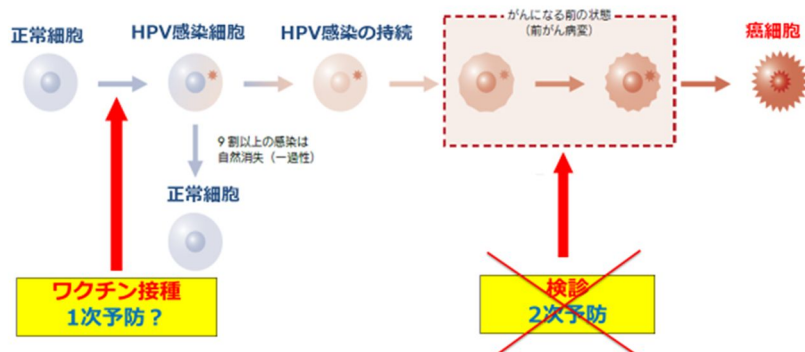 正常細胞
HPV感染細胞
HPV感染の持続
がんになる前の状態
（前がん病変）
癌細胞
9割以上の感染は
自然消失（一過性）
正常細胞
ワクチン接種
1次予防？
検診
2次予防